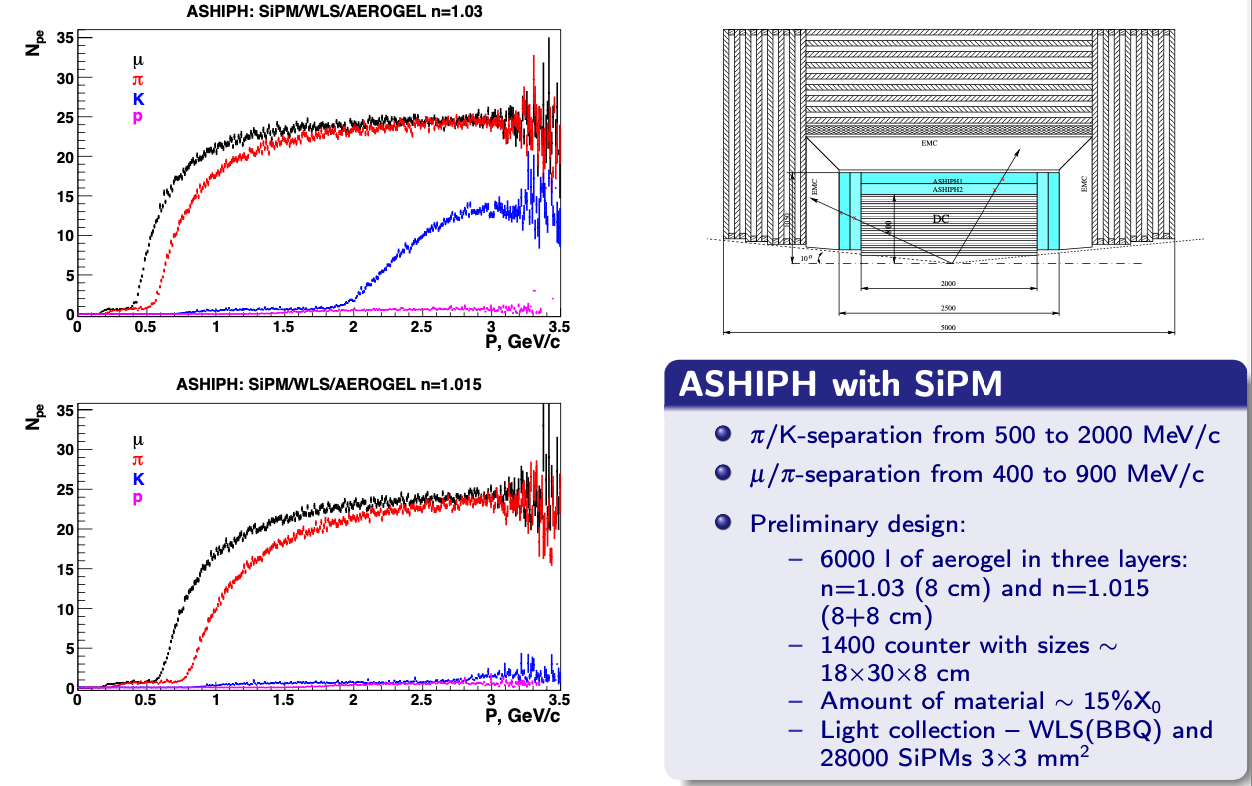 ASHIPH: SiPM/WLS/AEROGEL n=1.03
Npe
35
30
25
20
15
10
5
0
μ
π
K
p
0 0.5 1 1.5 2 2.5 3 3.5
P, GeV/c
ASHIPH: SiPM/WLS/AEROGEL n=1.015
Npe
35
30
25
20
15
10
5
0
μ
π
K
p
0 0.5 1 1.5 2 2.5 3 3.5
P, GeV/c
EMC
EMC
EMC
ASHIPH1
ASHIPH2
DC
10°
2000
2500
5000
ASHIPH with SiPM
π/K-separation from 500 to 2000 MeV/c
μ/π-separation from 400 to 900 MeV/c
Preliminary design:
– 6000 l of aerogel in three layers:
n=1.03 (8 cm) and n=1.015
(8+8 cm)
– 1400 counter with sizes ∼
18×30×8 cm
– Amount of material ∼ 15%X₀
– Light collection – WLS(BBQ) and
28000 SiPMs 3×3 mm²